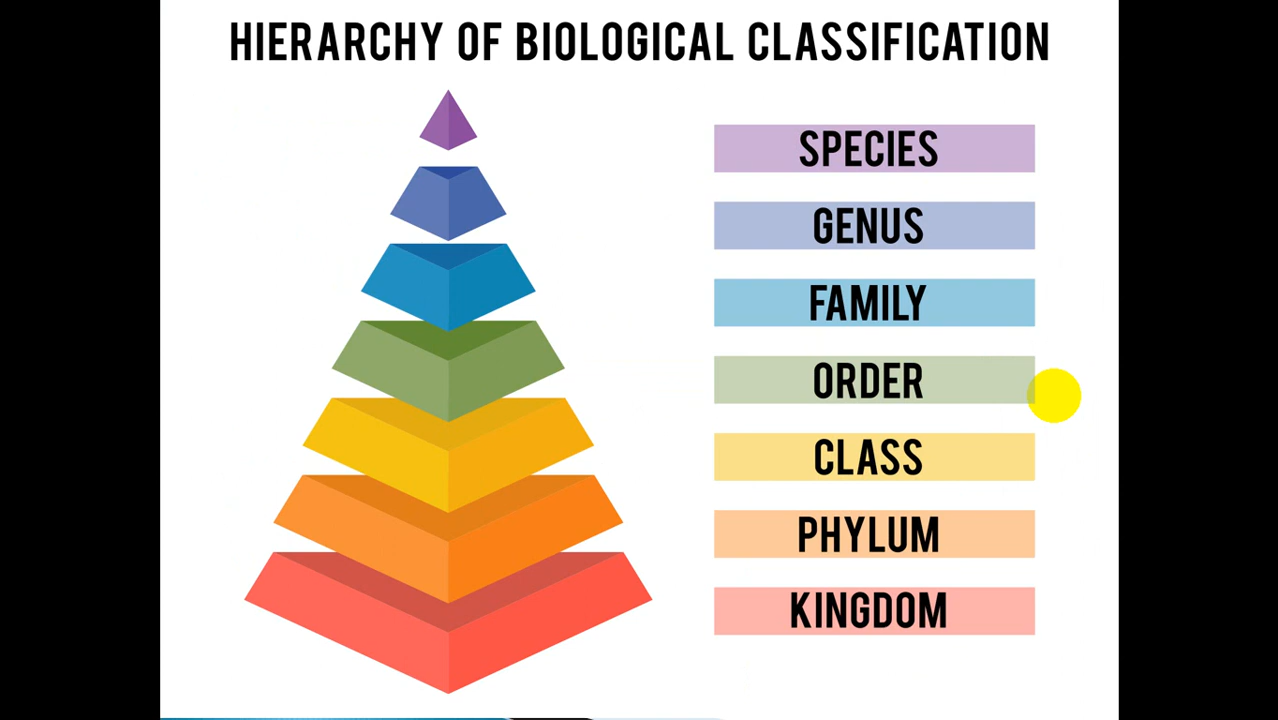 HIERARCHY OF BIOLOGICAL CLASSIFICATION
SPECIES
GENUS
FAMILY
ORDER
CLASS
PHYLUM
KINGDOM